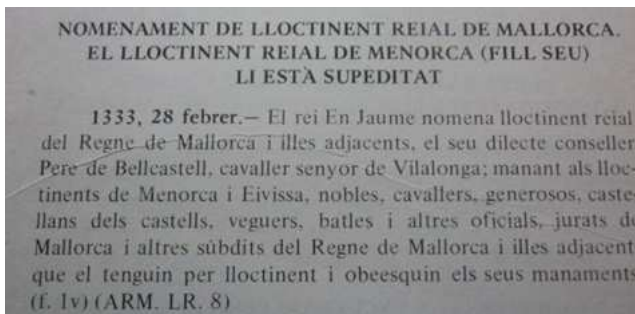 NOMENAMENT DE LLOCTINENT REIAL DE MALLORCA.
EL LLOCTINENT REIAL DE MENORCA (FILL SEU)
LI ESTÀ SUPEDITAT
1333, 28 febrer.— El rei En Jaume nomena lloctinent reial
del Regne de Mallorca i illes adjacents, el seu dilecte conseller
Pere de Bellcastell, cavaller senyor de Vilalonga; manant als lloc-
tinents de Menorca i Eivissa, nobles, cavallers, generosos, caste-
llans dels castells, veguers, batles i altres oficials, jurats de
Mallorca i altres súbdits del Regne de Mallorca i illes adjacent
que el tenguin per lloctinent i obeesquin els seus manaments
(f. 1v) (ARM. LR. 8)